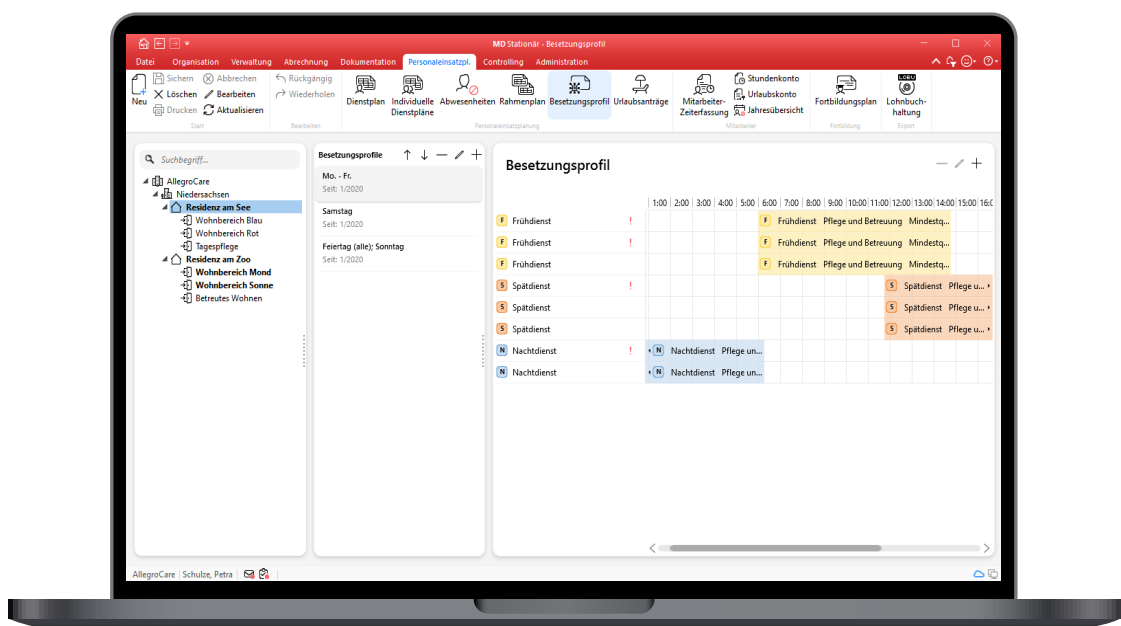 MD Stationär - Besetzungsprofil
Datei Organisation Verwaltung Abrechnung Dokumentation Personaleinsatzpl. Controlling Administration
Neu
Sichern Abbrechen
Löschen Bearbeiten
Drucken Aktualisieren
Start
Rückgängig
Wiederholen
Bearbeiten
Dienstplan
Individuelle
Dienstpläne
Abwesenheiten
Rahmenplan
Besetzungsprofil
Urlaubsanträge
Personaleinsatzplanung
Mitarbeiter-
Zeiterfassung
Stundenkonto
Urlaubskonto
Jahresübersicht
Mitarbeiter
Fortbildungsplan
Fortbildung
LOBU
Lohnbuch-
haltung
Export
Suchbegriff...
AllegroCare
Niedersachsen
Residenz am See
Wohnbereich Blau
Wohnbereich Rot
Tagespflege
Residenz am Zoo
Wohnbereich Mond
Wohnbereich Sonne
Betreutes Wohnen
Besetzungsprofile
Mo. - Fr.
Seit: 1/2020
Samstag
Seit: 1/2020
Feiertag (alle); Sonntag
Seit: 1/2020
Besetzungsprofil
1:00 2:00 3:00 4:00 5:00 6:00 7:00 8:00 9:00 10:00 11:00 12:00 13:00 14:00 15:00 16:0
F Frühdienst ! F Frühdienst Pflege und Betreuung Mindestq...
F Frühdienst ! F Frühdienst Pflege und Betreuung Mindestq...
F Frühdienst F Frühdienst Pflege und Betreuung Mindestq...
S Spätdienst ! S Spätdienst Pflege u...
S Spätdienst S Spätdienst Pflege u...
S Spätdienst S Spätdienst Pflege u...
N Nachtdienst ! N Nachtdienst Pflege un...
N Nachtdienst N Nachtdienst Pflege un...
AllegroCare Schulze, Petra